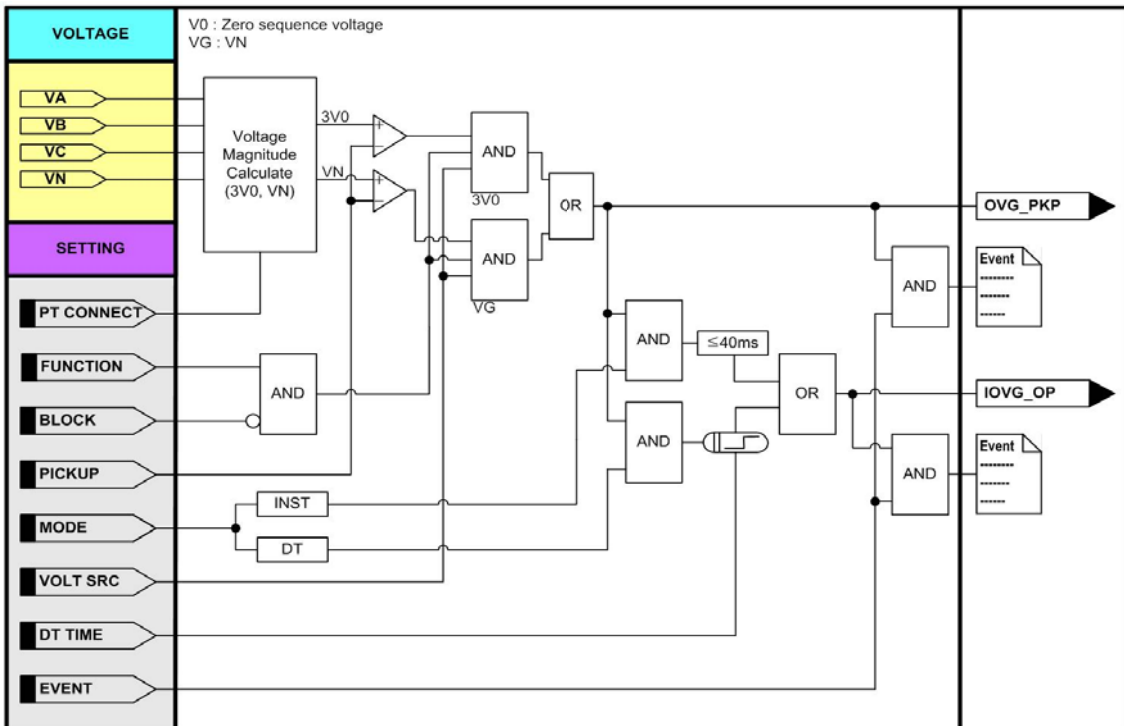 VOLTAGE
V0 : Zero sequence voltage
VG : VN
VA
VB
VC
VN
Voltage
Magnitude
Calculate
(3V0, VN)
3V0
VN
+
−
+
−
AND
3V0
AND
VG
OR
OVG_PKP
SETTING
Event
--------
-------
------
AND
PT CONNECT
AND
≤40ms
FUNCTION
AND
OR
IOVG_OP
BLOCK
AND
Event
--------
-------
------
AND
PICKUP
INST
MODE
DT
VOLT SRC
DT TIME
EVENT